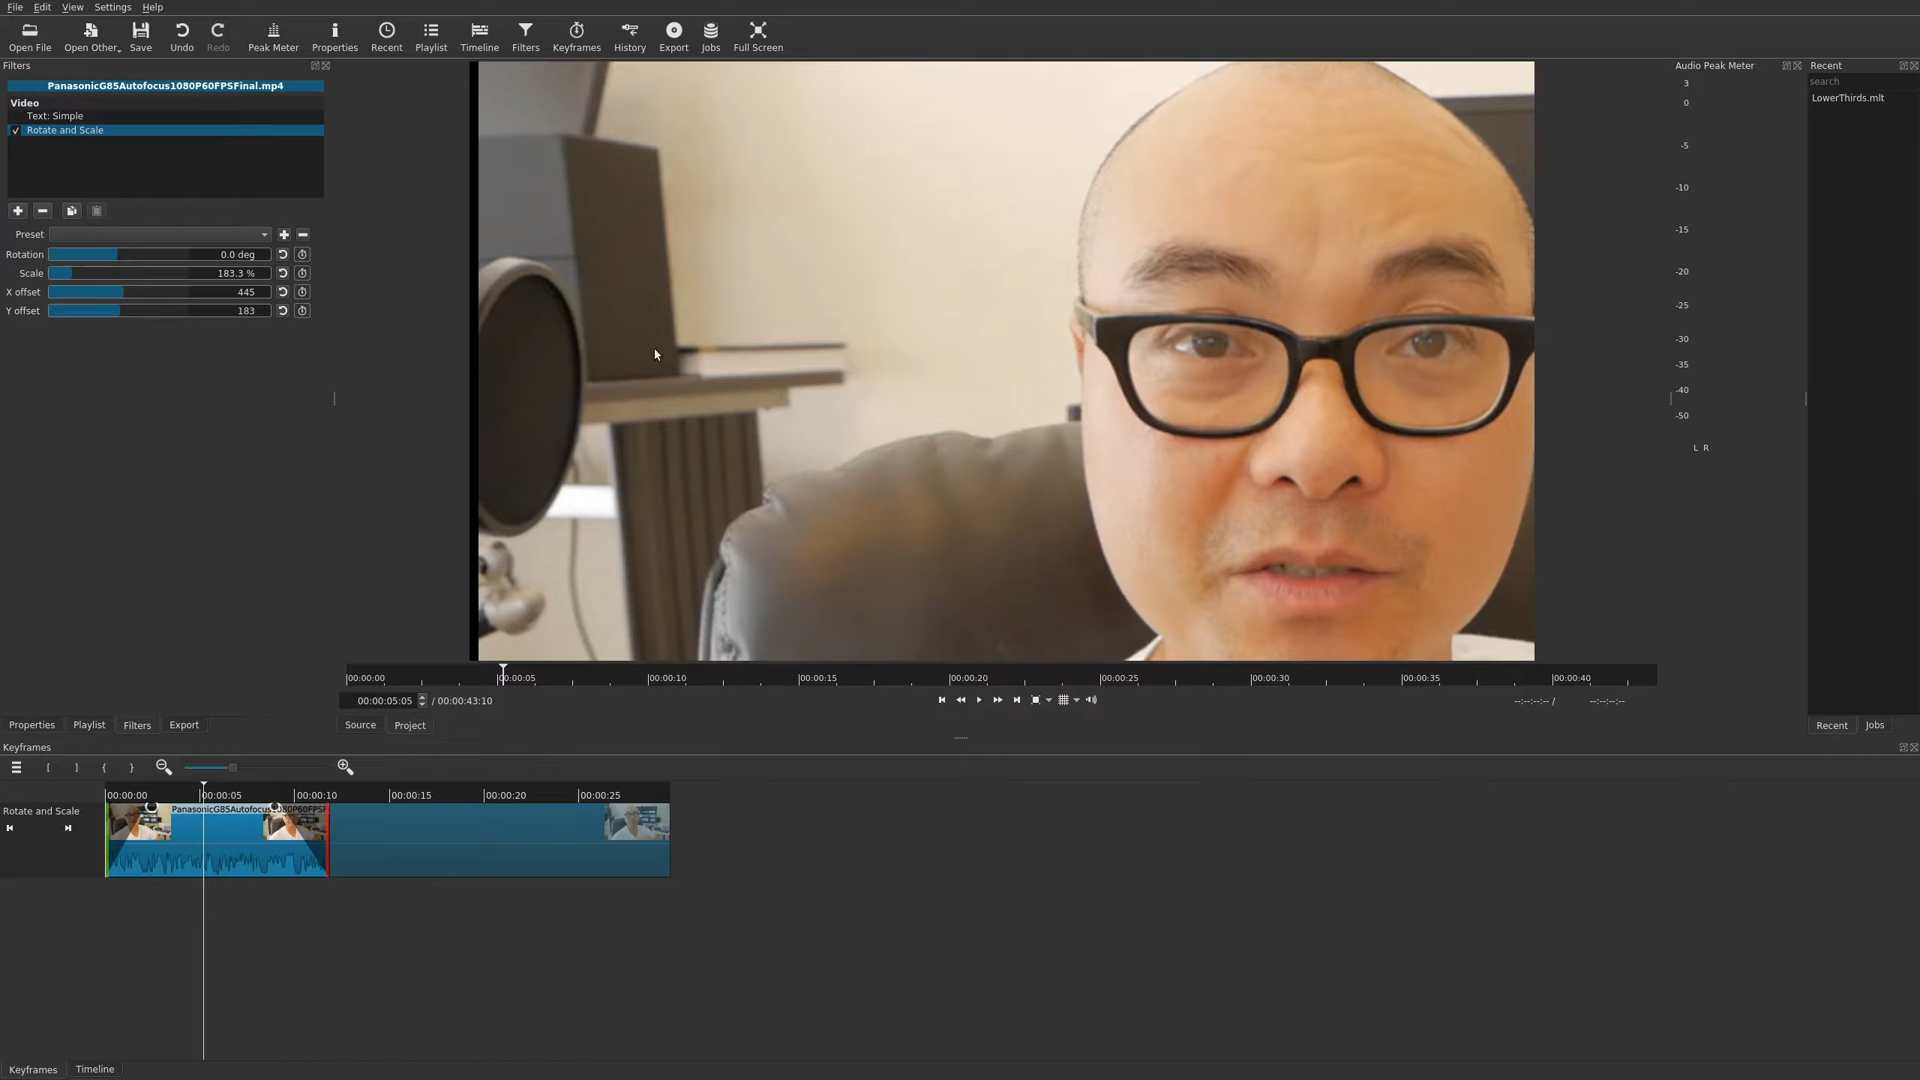 File Edit View Settings Help
Open File Open Other... Save Undo Redo Peak Meter Properties Recent Playlist Timeline Filters Keyframes History Export Jobs Full Screen
Filters
PanasonicG85Autofocus1080P60FPSFinal.mp4
Video
Text: Simple
✓ Rotate and Scale
Preset
Rotation 0.0 deg
Scale 183.3 %
X offset 445
Y offset 183
Audio Peak Meter
3
0
-5
-10
-15
-20
-25
-30
-35
-40
-50
L R
Recent
search
LowerThirds.mlt
00:00:00 00:00:05 00:00:10 00:00:15 00:00:20 00:00:25 00:00:30 00:00:35 00:00:40
00:00:05:05 / 00:00:43:10
--:--:--:-- / --:--:--:--
Properties Playlist Filters Export
Source Project
Recent Jobs
Keyframes
[ ] { }
00:00:00 00:00:05 00:00:10 00:00:15 00:00:20 00:00:25
Rotate and Scale
PanasonicG85Autofocus1080P60FPSF
Keyframes Timeline